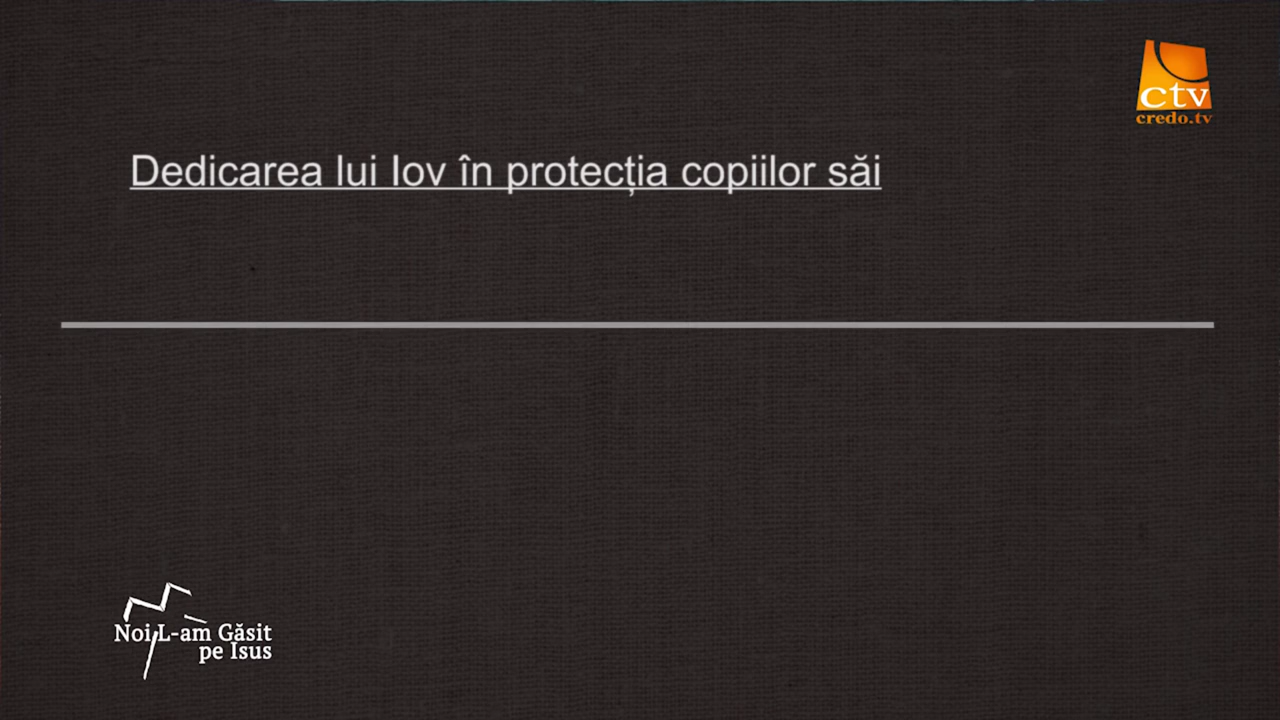 ctv
credo.tv
Dedicarea lui Iov în protecția copiilor săi
Noi L-am Găsit
pe Isus